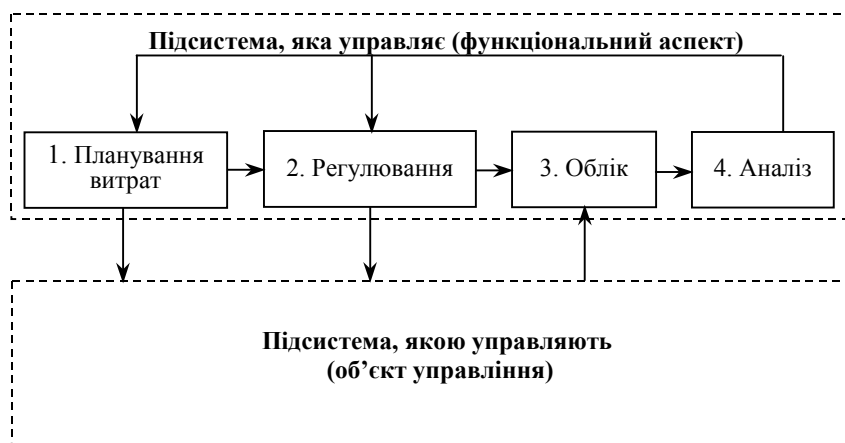 Підсистема, яка управляє (функціональний аспект)
1. Планування
витрат
2. Регулювання
3. Облік
4. Аналіз
Підсистема, якою управляють
(об’єкт управління)